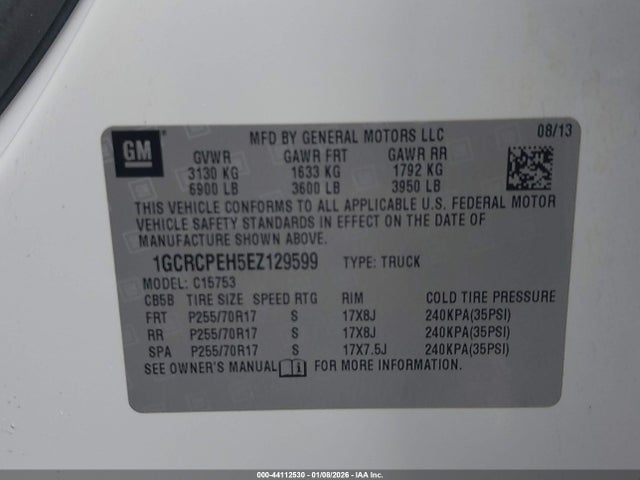 GM
MFD BY GENERAL MOTORS LLC 08/13
GVWR GAWR FRT GAWR RR
3130 KG 1633 KG 1792 KG
6900 LB 3600 LB 3950 LB
THIS VEHICLE CONFORMS TO ALL APPLICABLE U.S. FEDERAL MOTOR
VEHICLE SAFETY STANDARDS IN EFFECT ON THE DATE OF
MANUFACTURE SHOWN ABOVE.
1GCRCPEH5EZ129599 TYPE: TRUCK
MODEL: C15753
CB5B TIRE SIZE SPEED RTG RIM COLD TIRE PRESSURE
FRT P255/70R17 S 17X8J 240KPA(35PSI)
RR P255/70R17 S 17X8J 240KPA(35PSI)
SPA P255/70R17 S 17X7.5J 240KPA(35PSI)
SEE OWNER'S MANUAL FOR MORE INFORMATION.
000-44112530 - 01/08/2026 - IAA Inc.